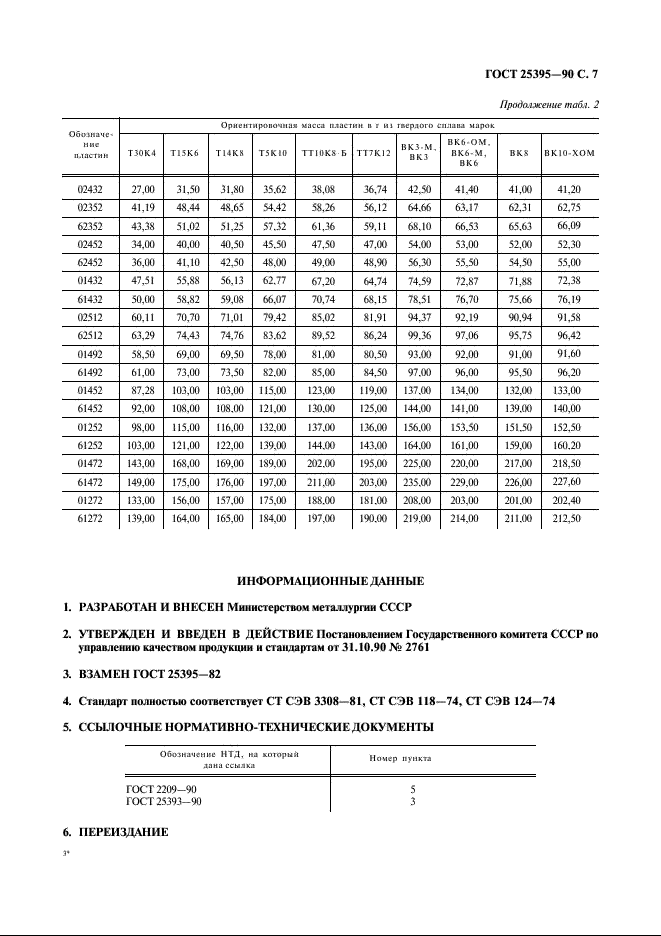 ГОСТ 25395—90 С. 7
Продолжение табл. 2
Обозначе-
ние
пластин
Ориентировочная масса пластин в г из твердого сплава марок
Т30К4 Т15К6 Т14К8 Т5К10 ТТ10К8-Б ТТ7К12 ВК3-М, ВК3 ВК6-ОМ, ВК6-М, ВК6 ВК8 ВК10-ХОМ
02432 27,00 31,50 31,80 35,62 38,08 36,74 42,50 41,40 41,00 41,20
02352 41,19 48,44 48,65 54,42 58,26 56,12 64,66 63,17 62,31 62,75
62352 43,38 51,02 51,25 57,32 61,36 59,11 68,10 66,53 65,63 66,09
02452 34,00 40,00 40,50 45,50 47,50 47,00 54,00 53,00 52,00 52,30
62452 36,00 41,10 42,50 48,00 49,00 48,90 56,30 55,50 54,50 55,00
01432 47,51 55,88 56,13 62,77 67,20 64,74 74,59 72,87 71,88 72,38
61432 50,00 58,82 59,08 66,07 70,74 68,15 78,51 76,70 75,66 76,19
02512 60,11 70,70 71,01 79,42 85,02 81,91 94,37 92,19 90,94 91,58
62512 63,29 74,43 74,76 83,62 89,52 86,24 99,36 97,06 95,75 96,42
01492 58,50 69,00 69,50 78,00 81,00 80,50 93,00 92,00 91,00 91,60
61492 61,00 73,00 73,50 82,00 85,00 84,50 97,00 96,00 95,50 96,20
01452 87,28 103,00 103,00 115,00 123,00 119,00 137,00 134,00 132,00 133,00
61452 92,00 108,00 108,00 121,00 130,00 125,00 144,00 141,00 139,00 140,00
01252 98,00 115,00 116,00 132,00 137,00 136,00 156,00 153,50 151,50 152,50
61252 103,00 121,00 122,00 139,00 144,00 143,00 164,00 161,00 159,00 160,20
01472 143,00 168,00 169,00 189,00 202,00 195,00 225,00 220,00 217,00 218,50
61472 149,00 175,00 176,00 197,00 211,00 203,00 235,00 229,00 226,00 227,60
01272 133,00 156,00 157,00 175,00 188,00 181,00 208,00 203,00 201,00 202,40
61272 139,00 164,00 165,00 184,00 197,00 190,00 219,00 214,00 211,00 212,50
ИНФОРМАЦИОННЫЕ ДАННЫЕ
1. РАЗРАБОТАН И ВНЕСЕН Министерством металлургии СССР
2. УТВЕРЖДЕН И ВВЕДЕН В ДЕЙСТВИЕ Постановлением Государственного комитета СССР по
управлению качеством продукции и стандартам от 31.10.90 № 2761
3. ВЗАМЕН ГОСТ 25395—82
4. Стандарт полностью соответствует СТ СЭВ 3308—81, СТ СЭВ 118—74, СТ СЭВ 124—74
5. ССЫЛОЧНЫЕ НОРМАТИВНО-ТЕХНИЧЕСКИЕ ДОКУМЕНТЫ
Обозначение НТД, на который
дана ссылка
Номер пункта
ГОСТ 2209—90 5
ГОСТ 25393—90 3
6. ПЕРЕИЗДАНИЕ
3*